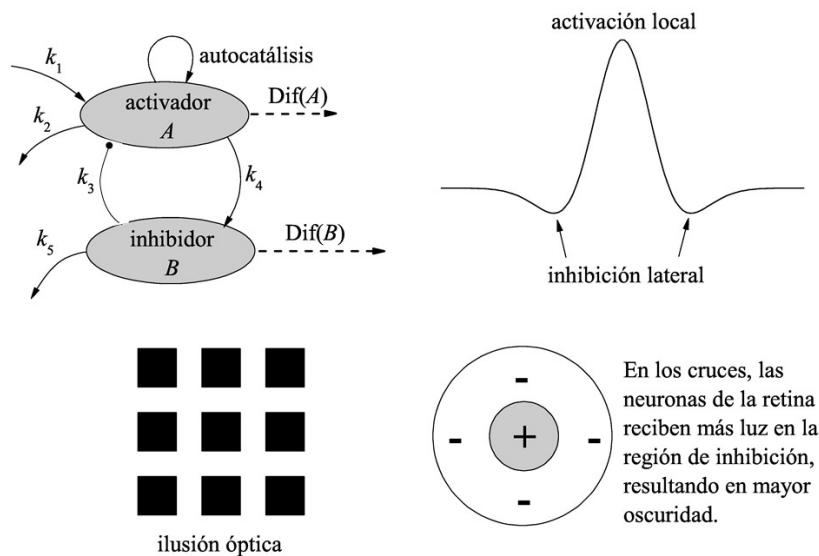 k1
autocatálisis
activador
A
Dif(A)
k2
k3
k4
inhibidor
B
Dif(B)
k5
activación local
inhibición lateral
ilusión óptica
-
-
+
-
-
En los cruces, las
neuronas de la retina
reciben más luz en la
región de inhibición,
resultando en mayor
oscuridad.